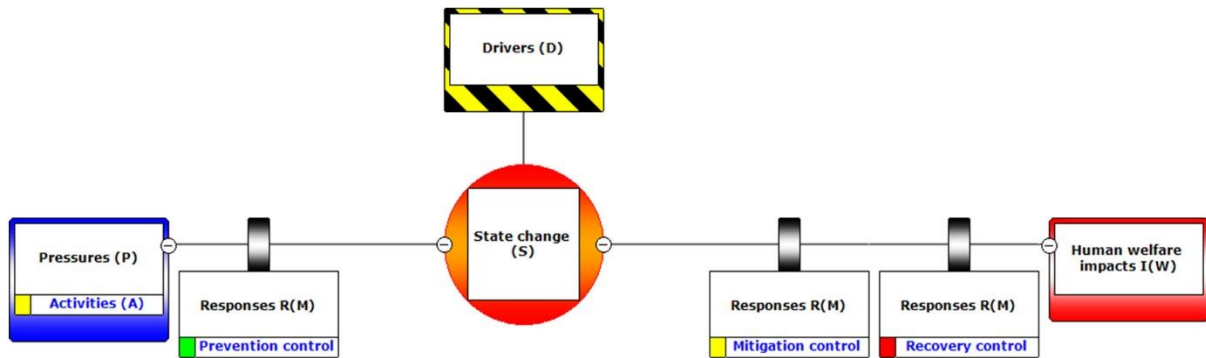 Drivers (D)
State change
(S)
Pressures (P)
Activities (A)
Responses R(M)
Prevention control
Responses R(M)
Mitigation control
Responses R(M)
Recovery control
Human welfare
impacts I(W)